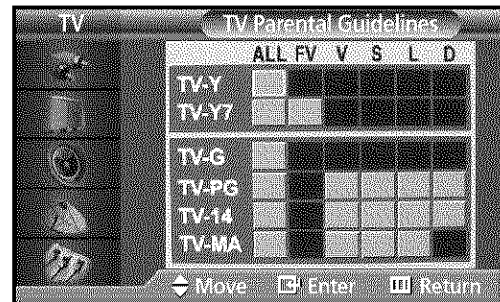 TV TV Parental Guidelines
ALL FV V S L D
TV-Y
TV-Y7
TV-G
TV-PG
TV-14
TV-MA
Move Enter Return